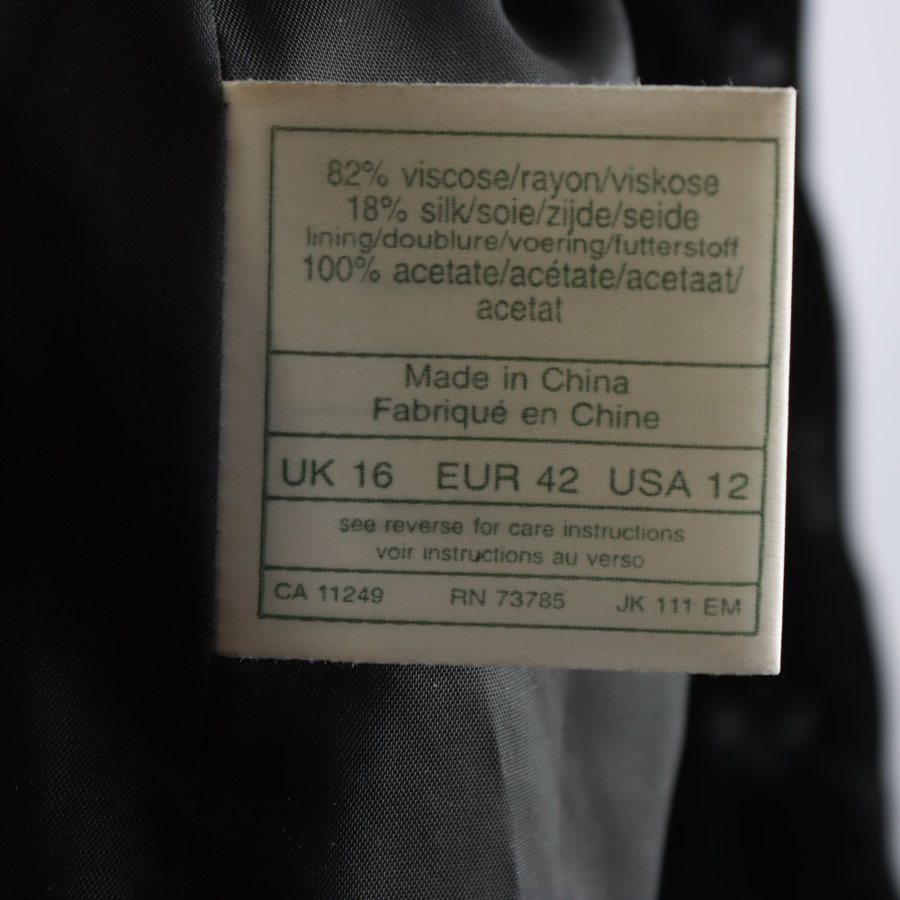 82% viscose/rayon/viskose
18% silk/soie/zijde/seide
lining/doublure/voering/futterstoff
100% acetate/acétate/acetaat/
acetat
Made in China
Fabriqué en Chine
UK 16 EUR 42 USA 12
see reverse for care instructions
voir instructions au verso
CA 11249 RN 73785 JK 111 EM